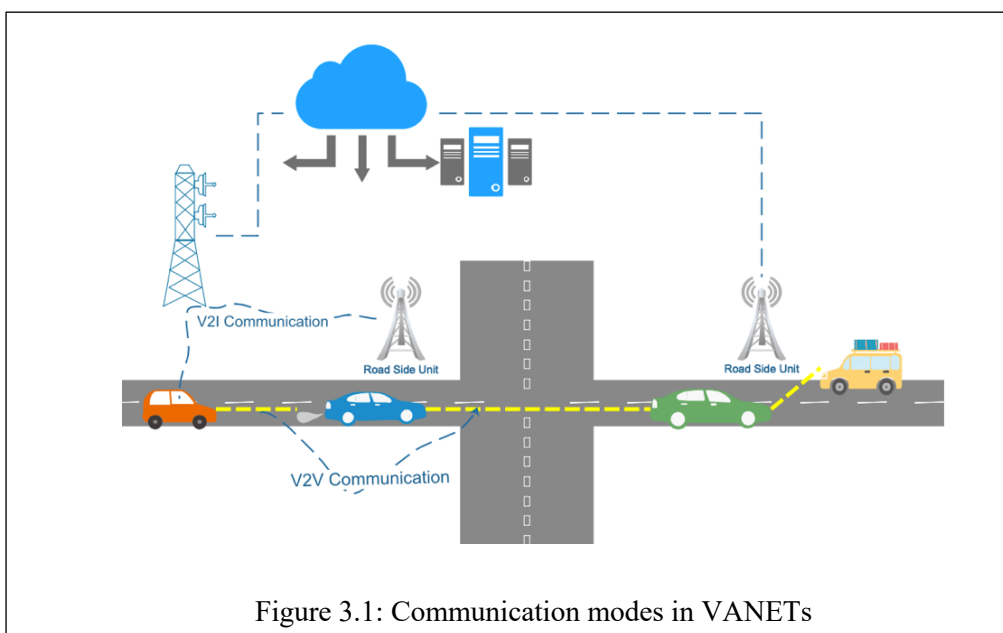 V2I Communication
Road Side Unit
Road Side Unit
V2V Communication
Figure 3.1: Communication modes in VANETs